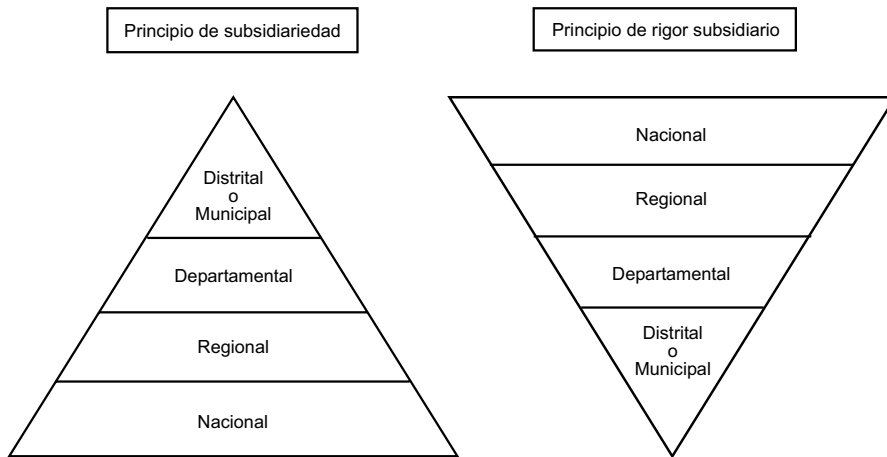 Principio de subsidiariedad
Distrital
o
Municipal
Departamental
Regional
Nacional
Principio de rigor subsidiario
Nacional
Regional
Departamental
Distrital
o
Municipal